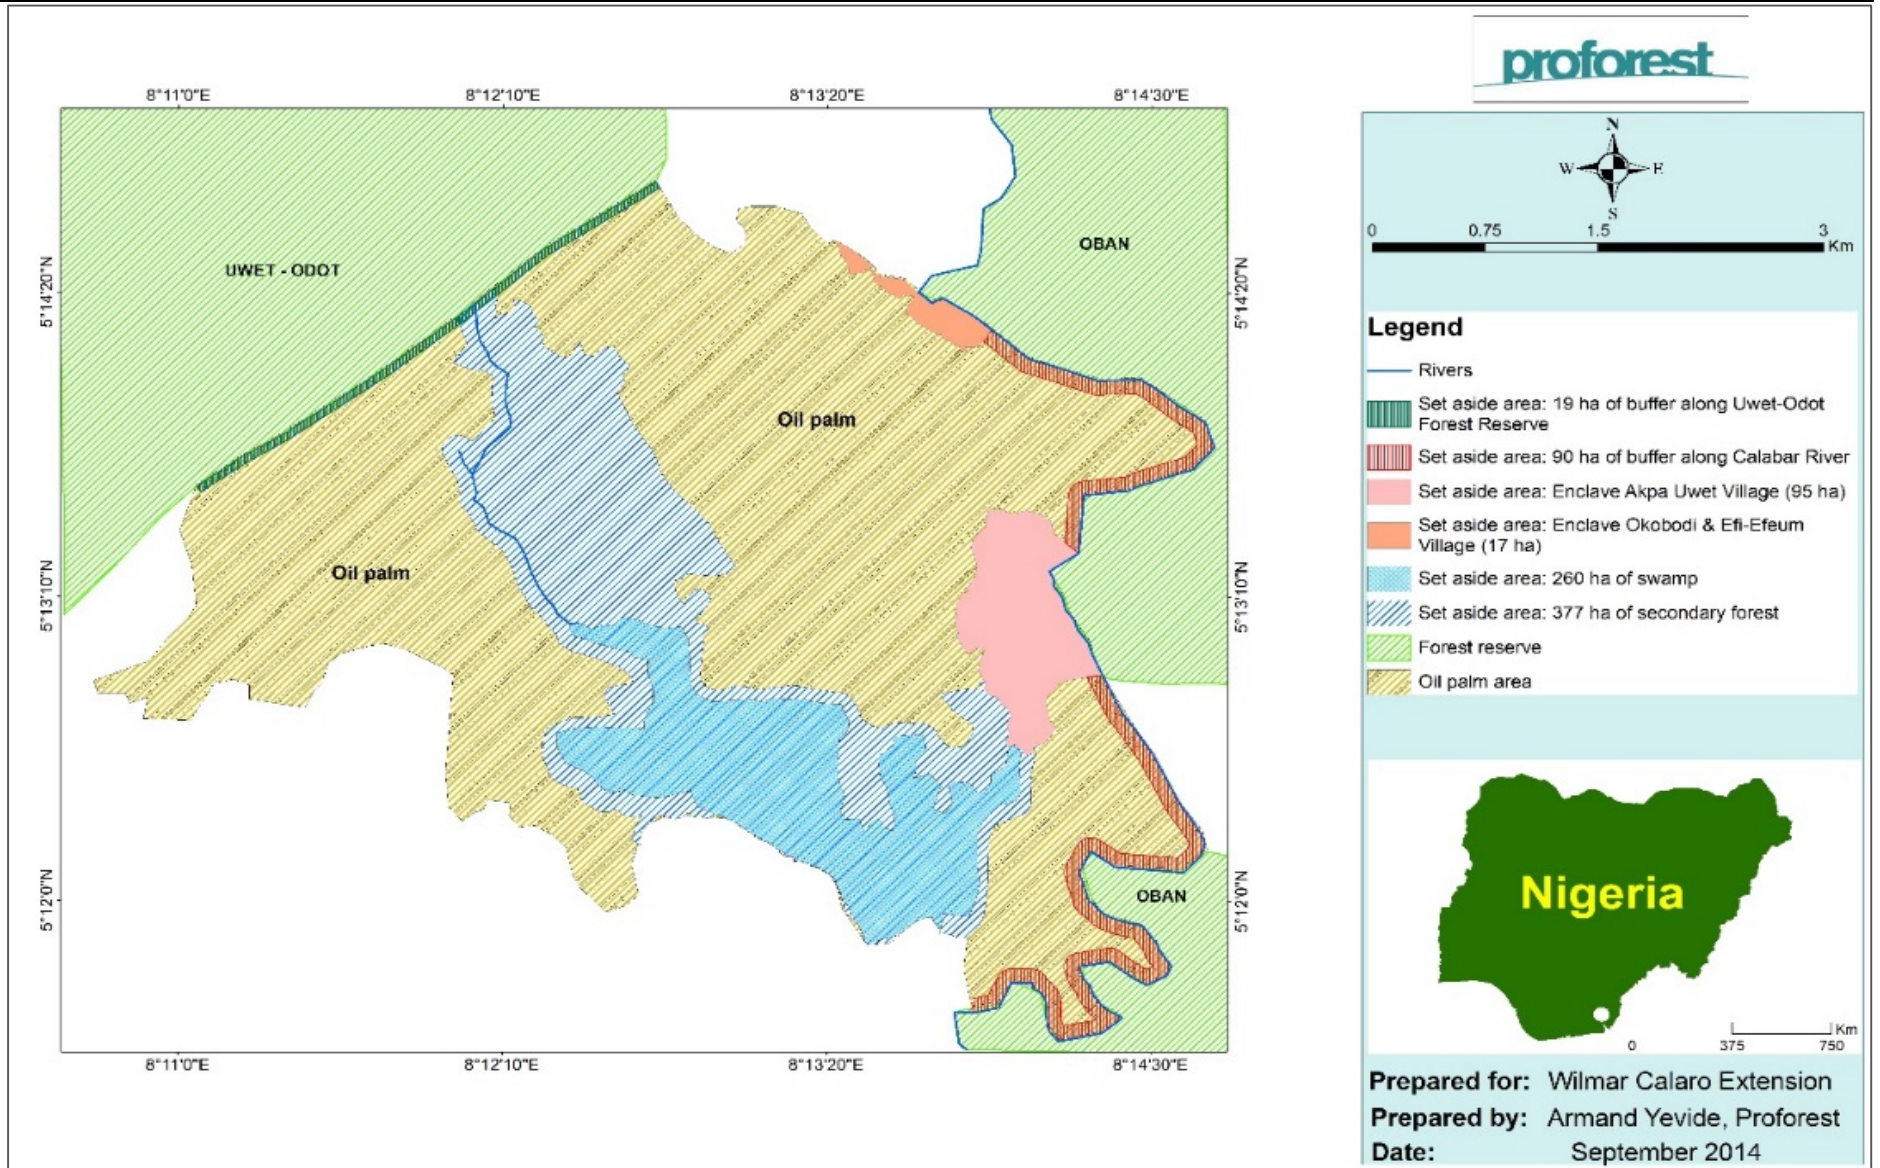 proforest
8°11'0"E
8°12'10"E
8°13'20"E
8°14'30"E
N
W
E
S
0
0.75
1.5
3
Km
OBAN
UWET - ODOT
5°14'20"N
5°14'20"N
Legend
Rivers
Set aside area: 19 ha of buffer along Uwet-Odot
Forest Reserve
Set aside area: 90 ha of buffer along Calabar River
Set aside area: Enclave Akpa Uwet Village (95 ha)
Set aside area: Enclave Okobodi & Efi-Efeum
Village (17 ha)
Set aside area: 260 ha of swamp
Set aside area: 377 ha of secondary forest
Forest reserve
Oil palm area
Oil palm
Oil palm
5°13'10"N
5°13'10"N
5°12'0"N
5°12'0"N
OBAN
8°11'0"E
8°12'10"E
8°13'20"E
8°14'30"E
Nigeria
0
375
750
Km
Prepared for: Wilmar Calaro Extension
Prepared by: Armand Yevide, Proforest
Date: September 2014